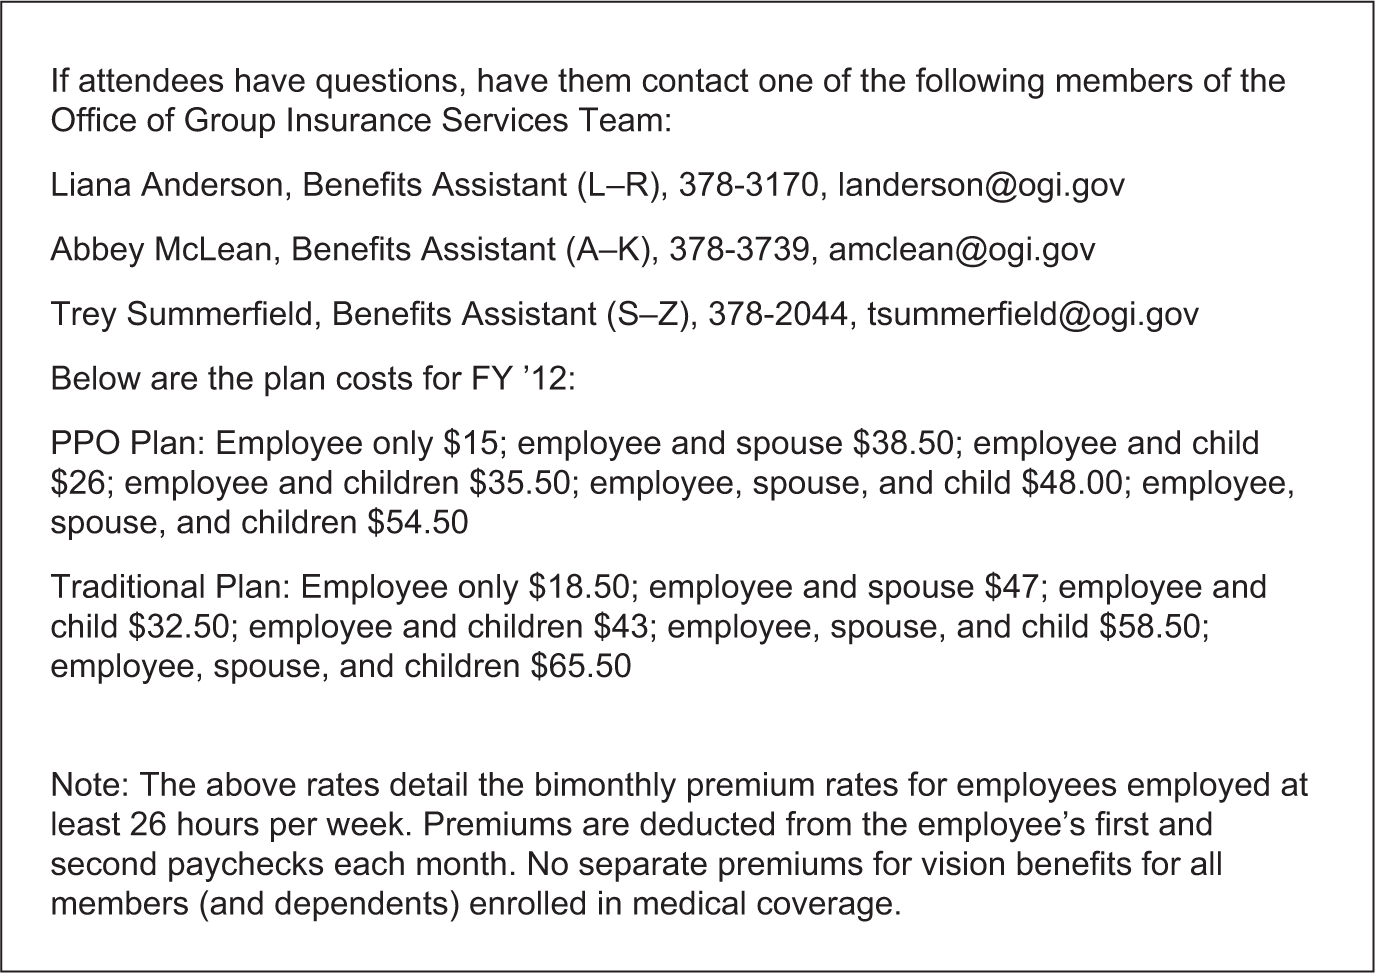 If attendees have questions, have them contact one of the following members of the
Office of Group Insurance Services Team:
Liana Anderson, Benefits Assistant (L–R), 378-3170, landerson@ogi.gov
Abbey McLean, Benefits Assistant (A–K), 378-3739, amclean@ogi.gov
Trey Summerfield, Benefits Assistant (S–Z), 378-2044, tsummerfield@ogi.gov
Below are the plan costs for FY ’12:
PPO Plan: Employee only $15; employee and spouse $38.50; employee and child
$26; employee and children $35.50; employee, spouse, and child $48.00; employee,
spouse, and children $54.50
Traditional Plan: Employee only $18.50; employee and spouse $47; employee and
child $32.50; employee and children $43; employee, spouse, and child $58.50;
employee, spouse, and children $65.50
Note: The above rates detail the bimonthly premium rates for employees employed at
least 26 hours per week. Premiums are deducted from the employee’s first and
second paychecks each month. No separate premiums for vision benefits for all
members (and dependents) enrolled in medical coverage.